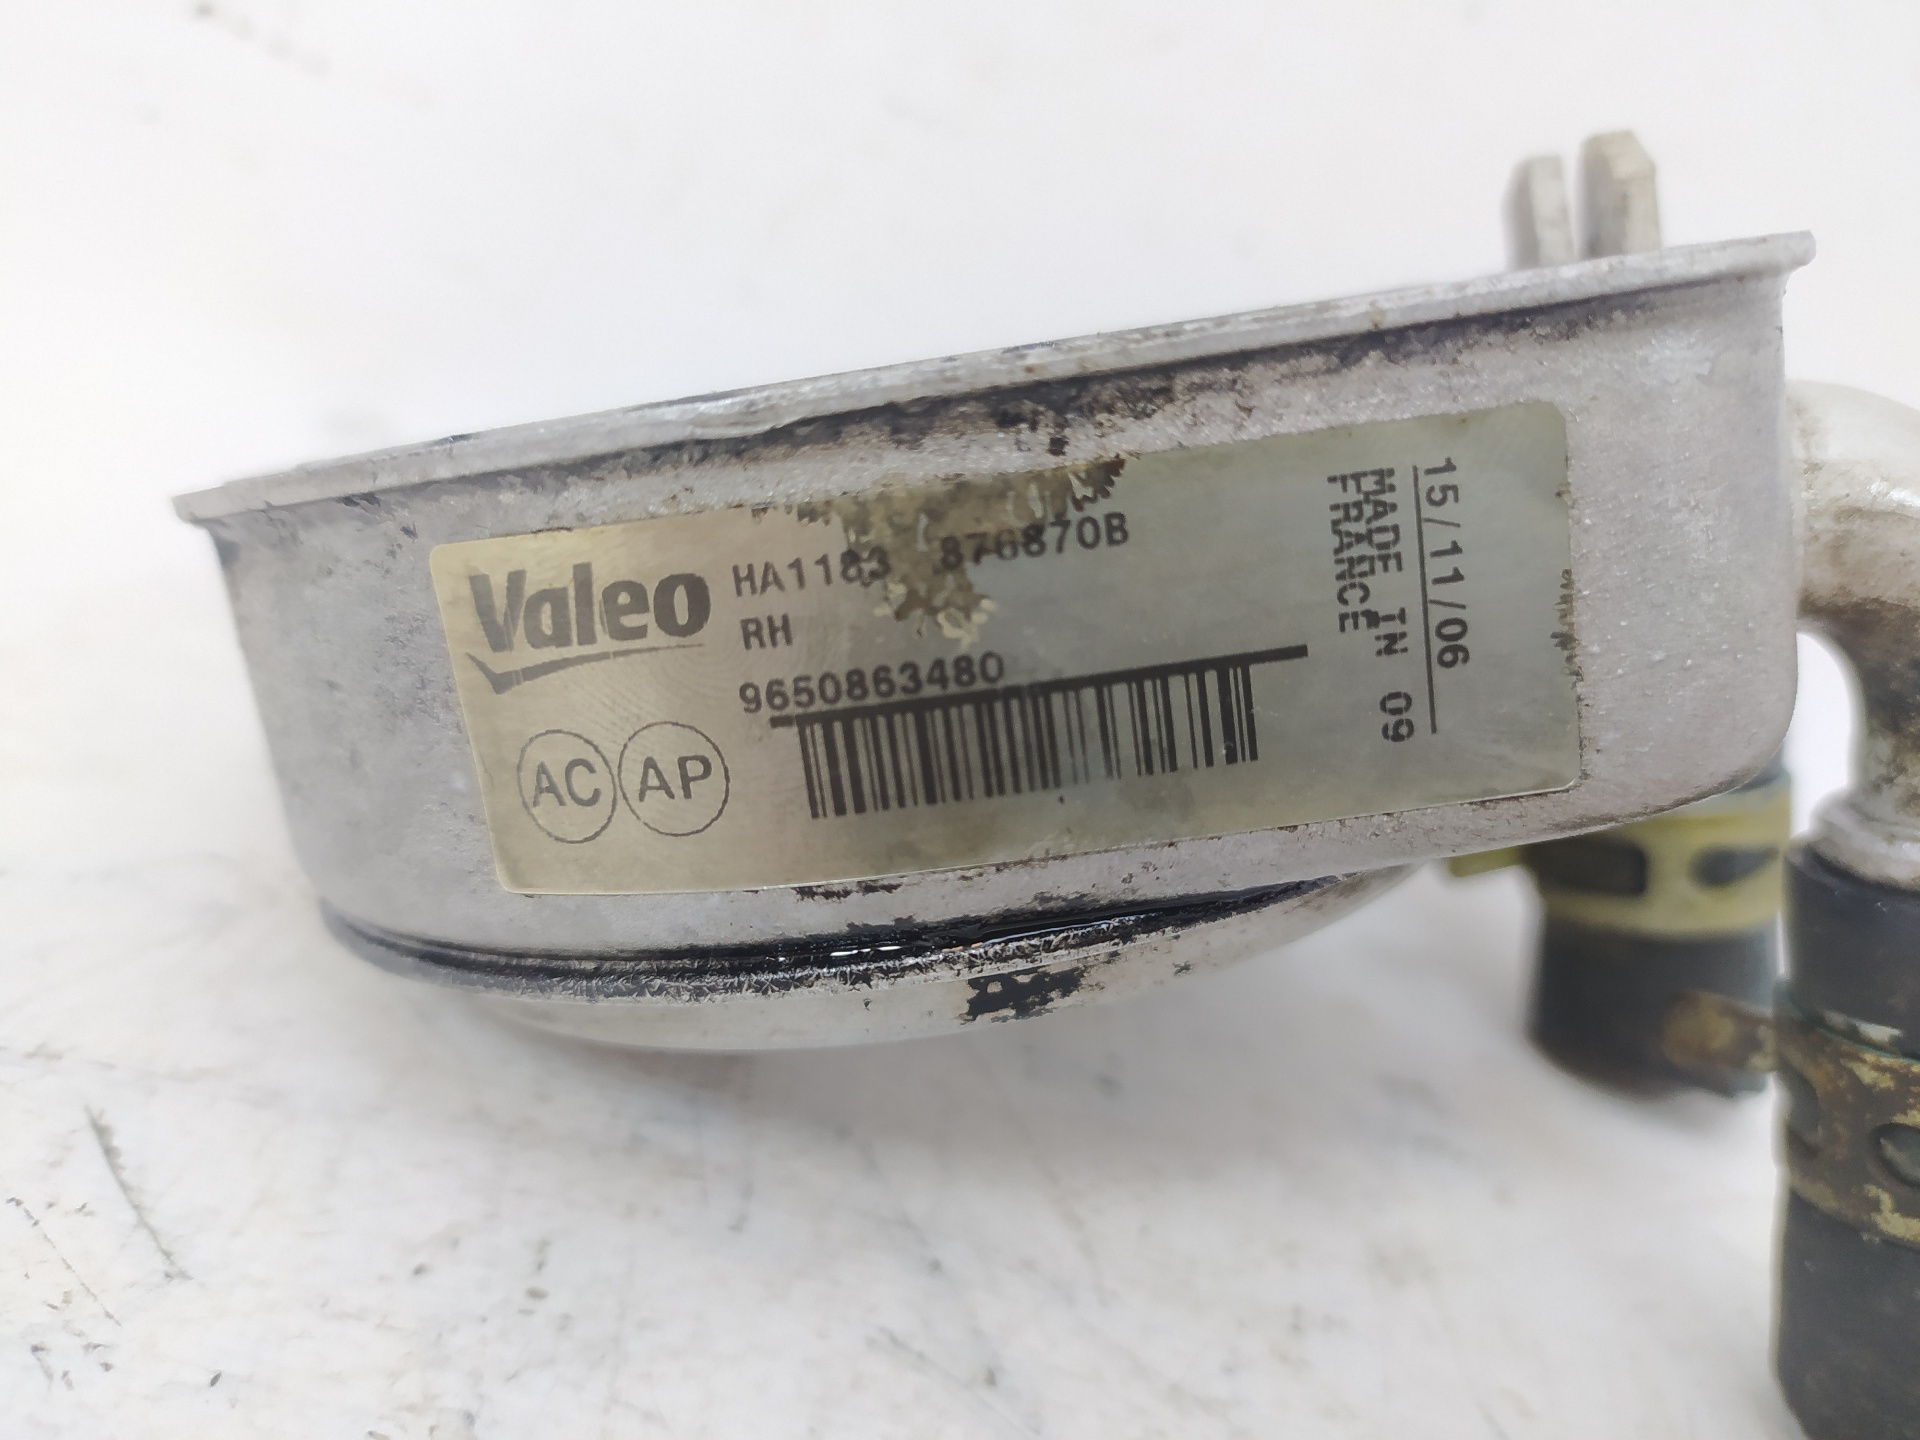 Valeo
HA1183 876870B
RH
9650863480
AC AP
15/11/06
MADE IN 09
FRANCE